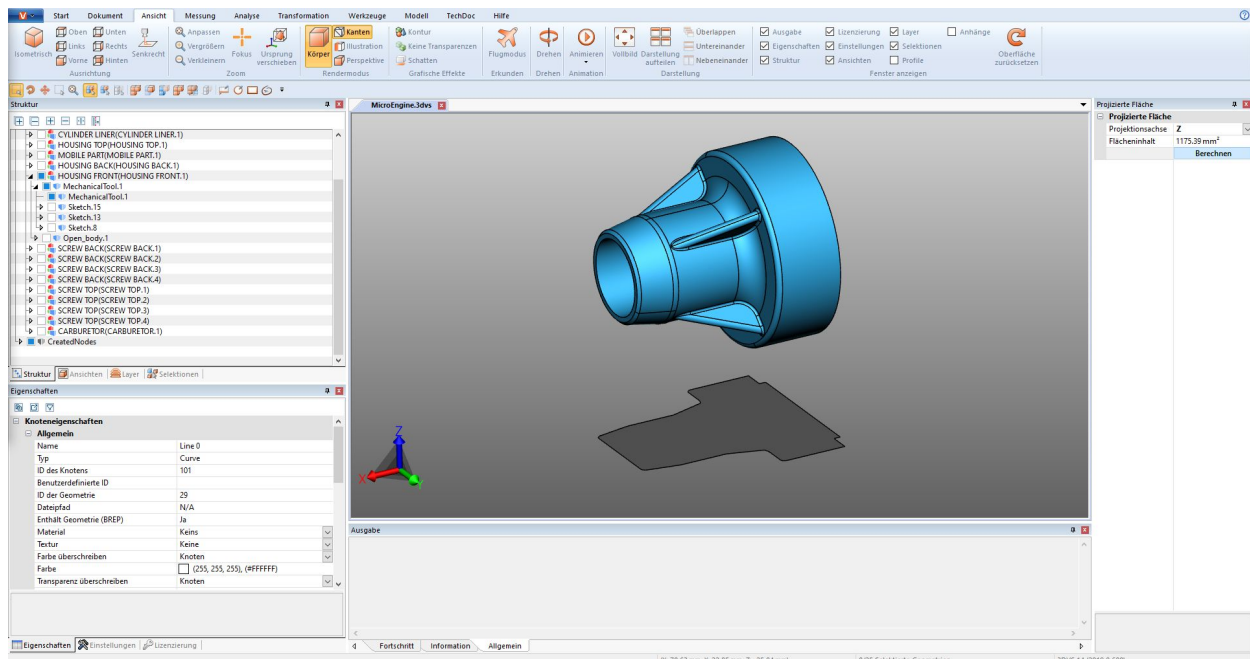 Start Dokument Ansicht Messung Analyse Transformation Werkzeuge Modell TechDoc Hilfe
Isometrisch
Oben Unten
Links Rechts
Vorne Hinten
Senkrecht
Ausrichtung
Anpassen
Vergrößern
Verkleinern
Fokus
Ursprung verschieben
Zoom
Körper
Kanten
Illustration
Perspektive
Rendermodus
Kontur
Keine Transparenzen
Schatten
Grafische Effekte
Flugmodus
Erkunden
Drehen
Drehen
Animieren
Animation
Vollbild
Darstellung aufteilen
Überlappen
Untereinander
Nebeneinander
Darstellung
Ausgabe Lizenzierung Layer Anhänge
Eigenschaften Einstellungen Selektionen
Struktur Ansichten Profile
Oberfläche zurücksetzen
Fenster anzeigen
Struktur
CYLINDER LINER(CYLINDER LINER.1)
HOUSING TOP(HOUSING TOP.1)
MOBILE PART(MOBILE PART.1)
HOUSING BACK(HOUSING BACK.1)
HOUSING FRONT(HOUSING FRONT.1)
MechanicalTool.1
MechanicalTool.1
Sketch.15
Sketch.13
Sketch.8
Open_body.1
SCREW BACK(SCREW BACK.1)
SCREW BACK(SCREW BACK.2)
SCREW BACK(SCREW BACK.3)
SCREW BACK(SCREW BACK.4)
SCREW TOP(SCREW TOP.1)
SCREW TOP(SCREW TOP.2)
SCREW TOP(SCREW TOP.3)
SCREW TOP(SCREW TOP.4)
CARBURETOR(CARBURETOR.1)
CreatedNodes
Struktur Ansichten Layer Selektionen
Eigenschaften
Knoteneigenschaften
Allgemein
Name Line 0
Typ Curve
ID des Knotens 101
Benutzerdefinierte ID
ID der Geometrie 29
Dateipfad N/A
Enthält Geometrie (BREP) Ja
Material Keins
Textur Keine
Farbe überschreiben Knoten
Farbe (255, 255, 255), (#FFFFFF)
Transparenz überschreiben Knoten
Eigenschaften Einstellungen Lizenzierung
MicroEngine.3dvs
Z
X
Y
Ausgabe
Fortschritt Information Allgemein
Projizierte Fläche
Projizierte Fläche
Projektionsachse Z
Flächeninhalt 1175.39 mm²
Berechnen